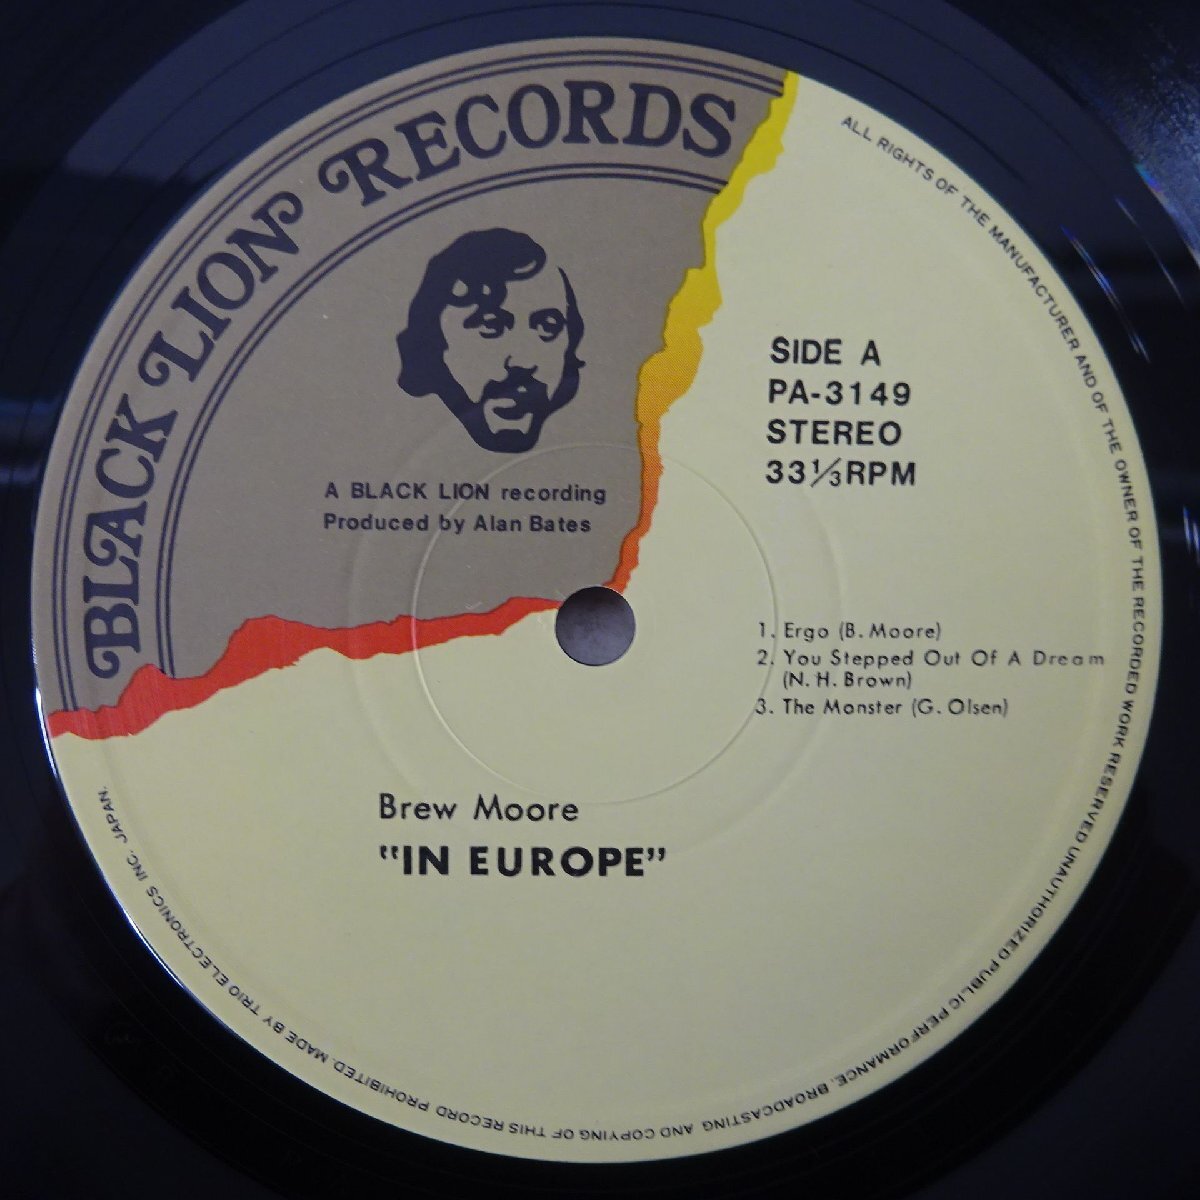 BLACK LION RECORDS
A BLACK LION recording
Produced by Alan Bates
SIDE A
PA-3149
STEREO
33⅓RPM
1. Ergo (B. Moore)
2. You Stepped Out Of A Dream
(N. H. Brown)
3. The Monster (G. Olsen)
Brew Moore
"IN EUROPE"
ALL RIGHTS OF THE MANUFACTURER AND OF THE OWNER OF THE RECORDED WORK RESERVED UNAUTHORIZED PUBLIC PERFORMANCE, BROADCASTING AND COPYING OF THIS RECORD PROHIBITED. MADE BY TRIO ELECTRONICS INC. JAPAN.